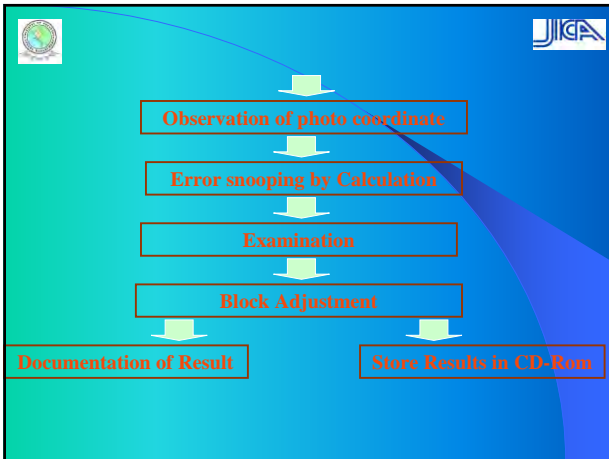 JICA
Observation of photo coordinate
Error snooping by Calculation
Examination
Block Adjustment
Documentation of Result
Store Results in CD-Rom